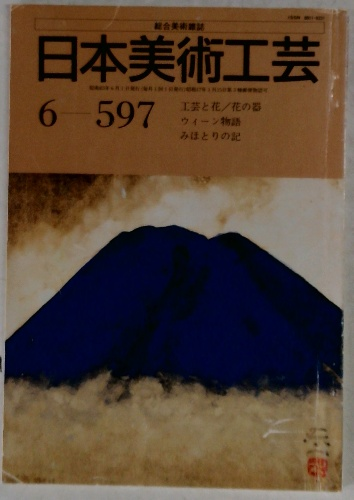 総合美術雑誌
日本美術工芸
6—597
工芸と花／花の器
ウィーン物語
みほとりの記